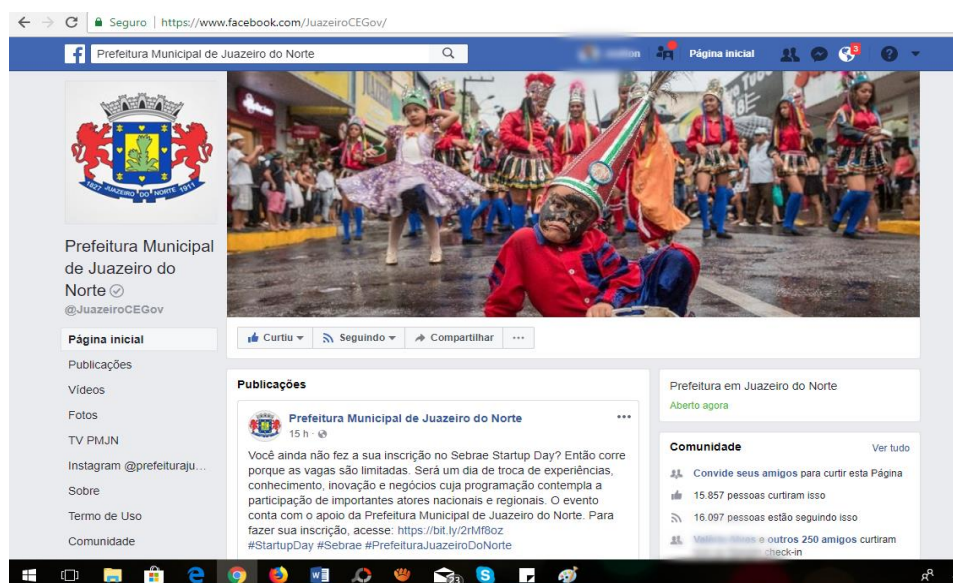 Seguro | https://www.facebook.com/JuazeiroCEGov/
Prefeitura Municipal de Juazeiro do Norte
Página inicial
3
1827 JUAZEIRO DO NORTE 1911
Prefeitura Municipal
de Juazeiro do
Norte
@JuazeiroCEGov
Página inicial
Publicações
Vídeos
Fotos
TV PMJN
Instagram @prefeituraju...
Sobre
Termo de Uso
Comunidade
Curtiu
Seguindo
Compartilhar
Publicações
Prefeitura Municipal de Juazeiro do Norte
15 h
Você ainda não fez a sua inscrição no Sebrae Startup Day? Então corre
porque as vagas são limitadas. Será um dia de troca de experiências,
conhecimento, inovação e negócios cuja programação contempla a
participação de importantes atores nacionais e regionais. O evento
conta com o apoio da Prefeitura Municipal de Juazeiro do Norte. Para
fazer sua inscrição, acesse: https://bit.ly/2rMf8oz
#StartupDay #Sebrae #PrefeituraJuazeiroDoNorte
Prefeitura em Juazeiro do Norte
Aberto agora
Comunidade Ver tudo
Convide seus amigos para curtir esta Página
15.857 pessoas curtiram isso
16.097 pessoas estão seguindo isso
e outros 250 amigos curtiram
check-in
23